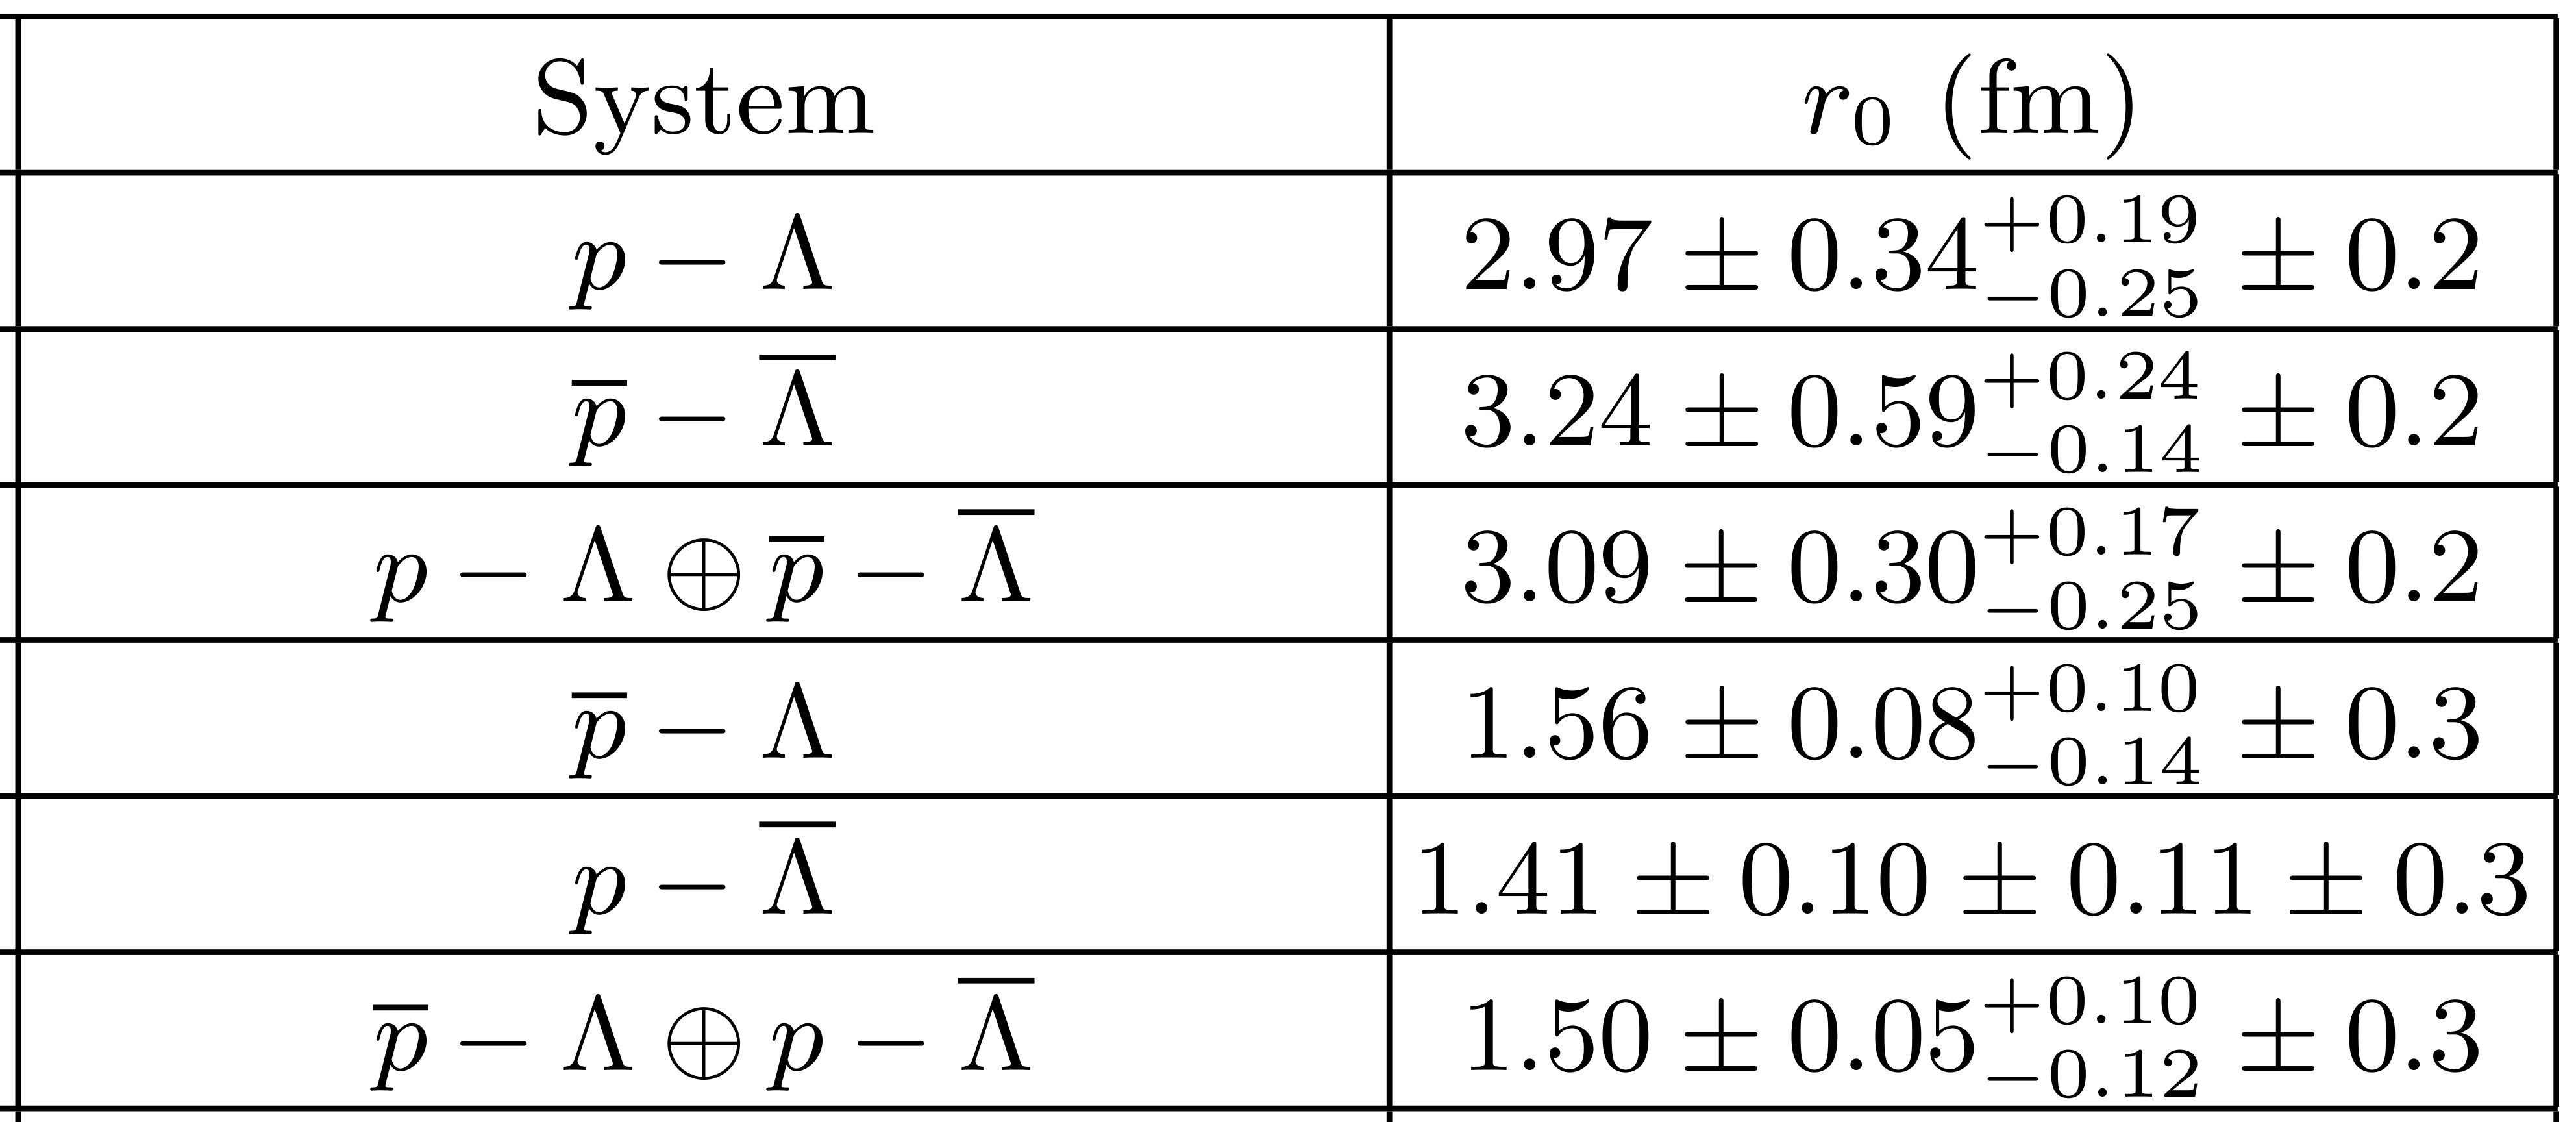 System r₀ (fm)
p − Λ 2.97 ± 0.34 +0.19 −0.25 ± 0.2
p̅ − Λ̅ 3.24 ± 0.59 +0.24 −0.14 ± 0.2
p − Λ ⊕ p̅ − Λ̅ 3.09 ± 0.30 +0.17 −0.25 ± 0.2
p̅ − Λ 1.56 ± 0.08 +0.10 −0.14 ± 0.3
p − Λ̅ 1.41 ± 0.10 ± 0.11 ± 0.3
p̅ − Λ ⊕ p − Λ̅ 1.50 ± 0.05 +0.10 −0.12 ± 0.3